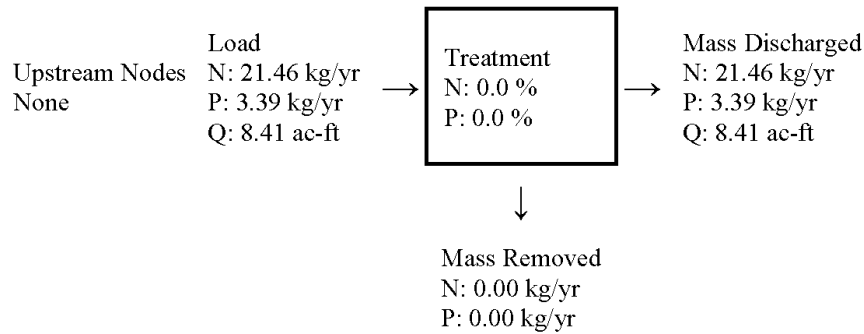 Upstream Nodes
None
Load
N: 21.46 kg/yr
P: 3.39 kg/yr
Q: 8.41 ac-ft
→
Treatment
N: 0.0 %
P: 0.0 %
→
Mass Discharged
N: 21.46 kg/yr
P: 3.39 kg/yr
Q: 8.41 ac-ft
↓
Mass Removed
N: 0.00 kg/yr
P: 0.00 kg/yr